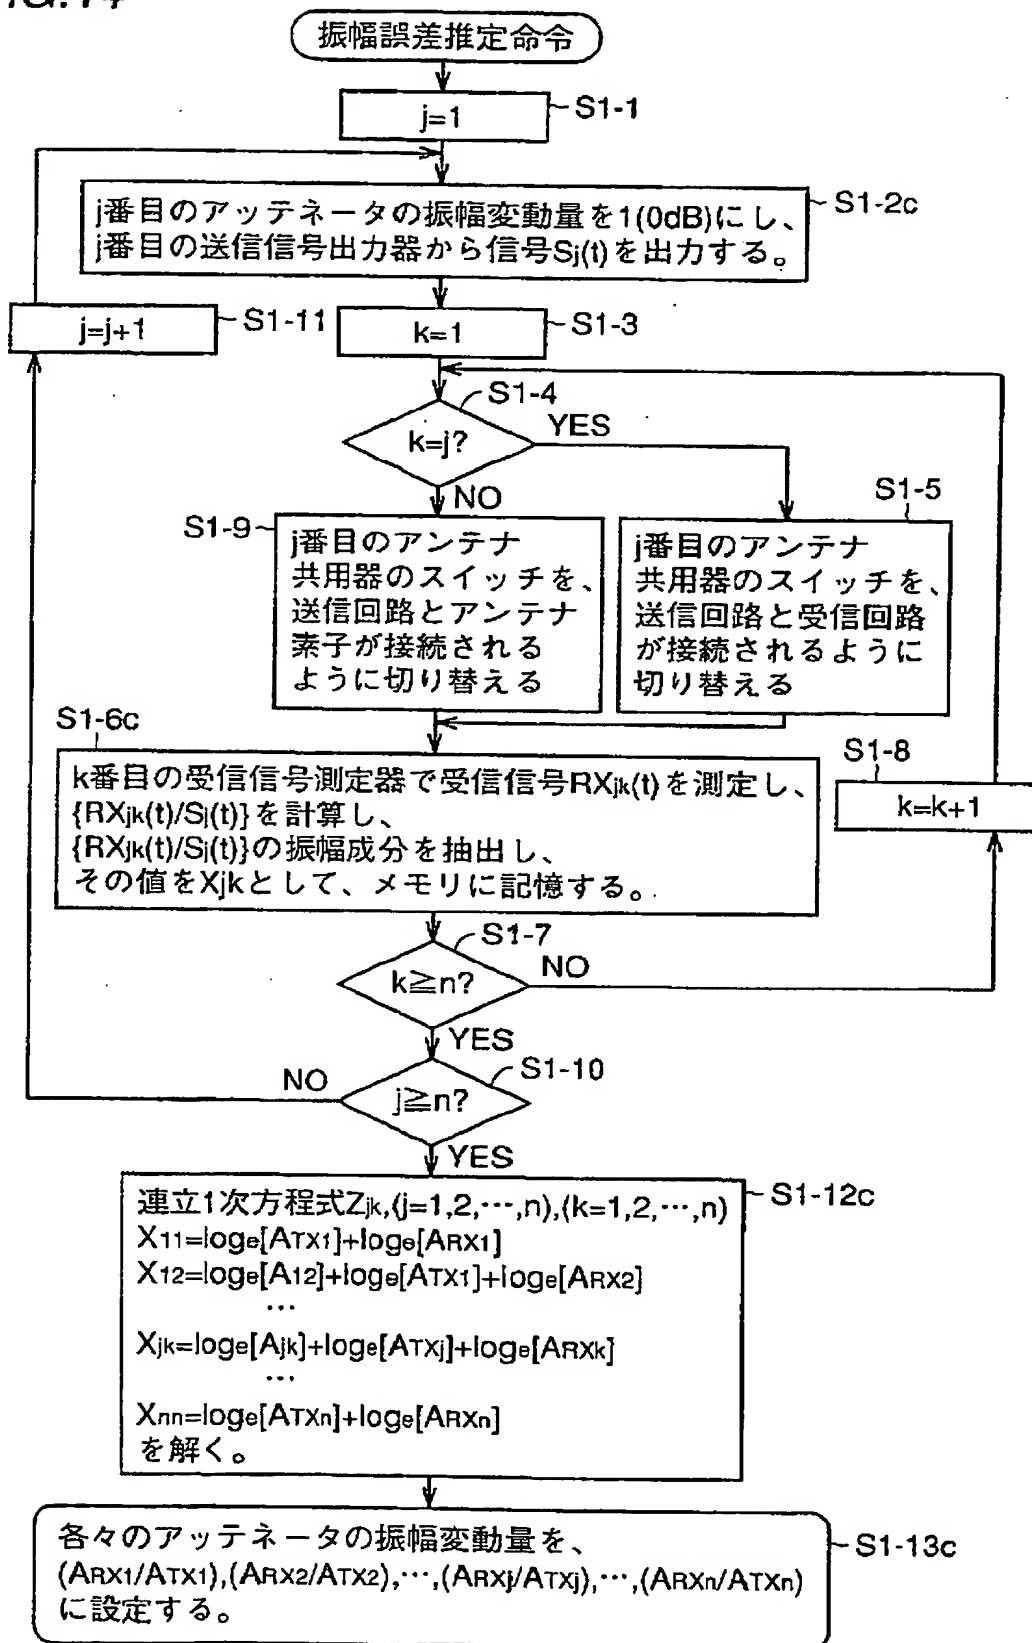 振幅誤差推定命令
j=1
S1-1
j番目のアッテネータの振幅変動量を1(0dB)にし、
j番目の送信信号出力器から信号Sj(t)を出力する。
S1-2c
j=j+1
S1-11
k=1
S1-3
S1-4
k=j?
YES
NO
S1-9
j番目のアンテナ
共用器のスイッチを、
送信回路とアンテナ
素子が接続される
ように切り替える
S1-5
j番目のアンテナ
共用器のスイッチを、
送信回路と受信回路
が接続されるように
切り替える
S1-6c
k番目の受信信号測定器で受信信号RXjk(t)を測定し、
{RXjk(t)/Sj(t)}を計算し、
{RXjk(t)/Sj(t)}の振幅成分を抽出し、
その値をXjkとして、メモリに記憶する。
S1-8
k=k+1
S1-7
k≧n?
NO
YES
S1-10
j≧n?
NO
YES
連立1次方程式Zjk,(j=1,2,…,n),(k=1,2,…,n)
X11=loge[ATX1]+loge[ARX1]
X12=loge[A12]+loge[ATX1]+loge[ARX2]
…
Xjk=loge[Ajk]+loge[ATXj]+loge[ARXk]
…
Xnn=loge[ATXn]+loge[ARXn]
を解く。
S1-12c
各々のアッテネータの振幅変動量を、
(ARX1/ATX1),(ARX2/ATX2),…,(ARXj/ATXj),…,(ARXn/ATXn)
に設定する。
S1-13c